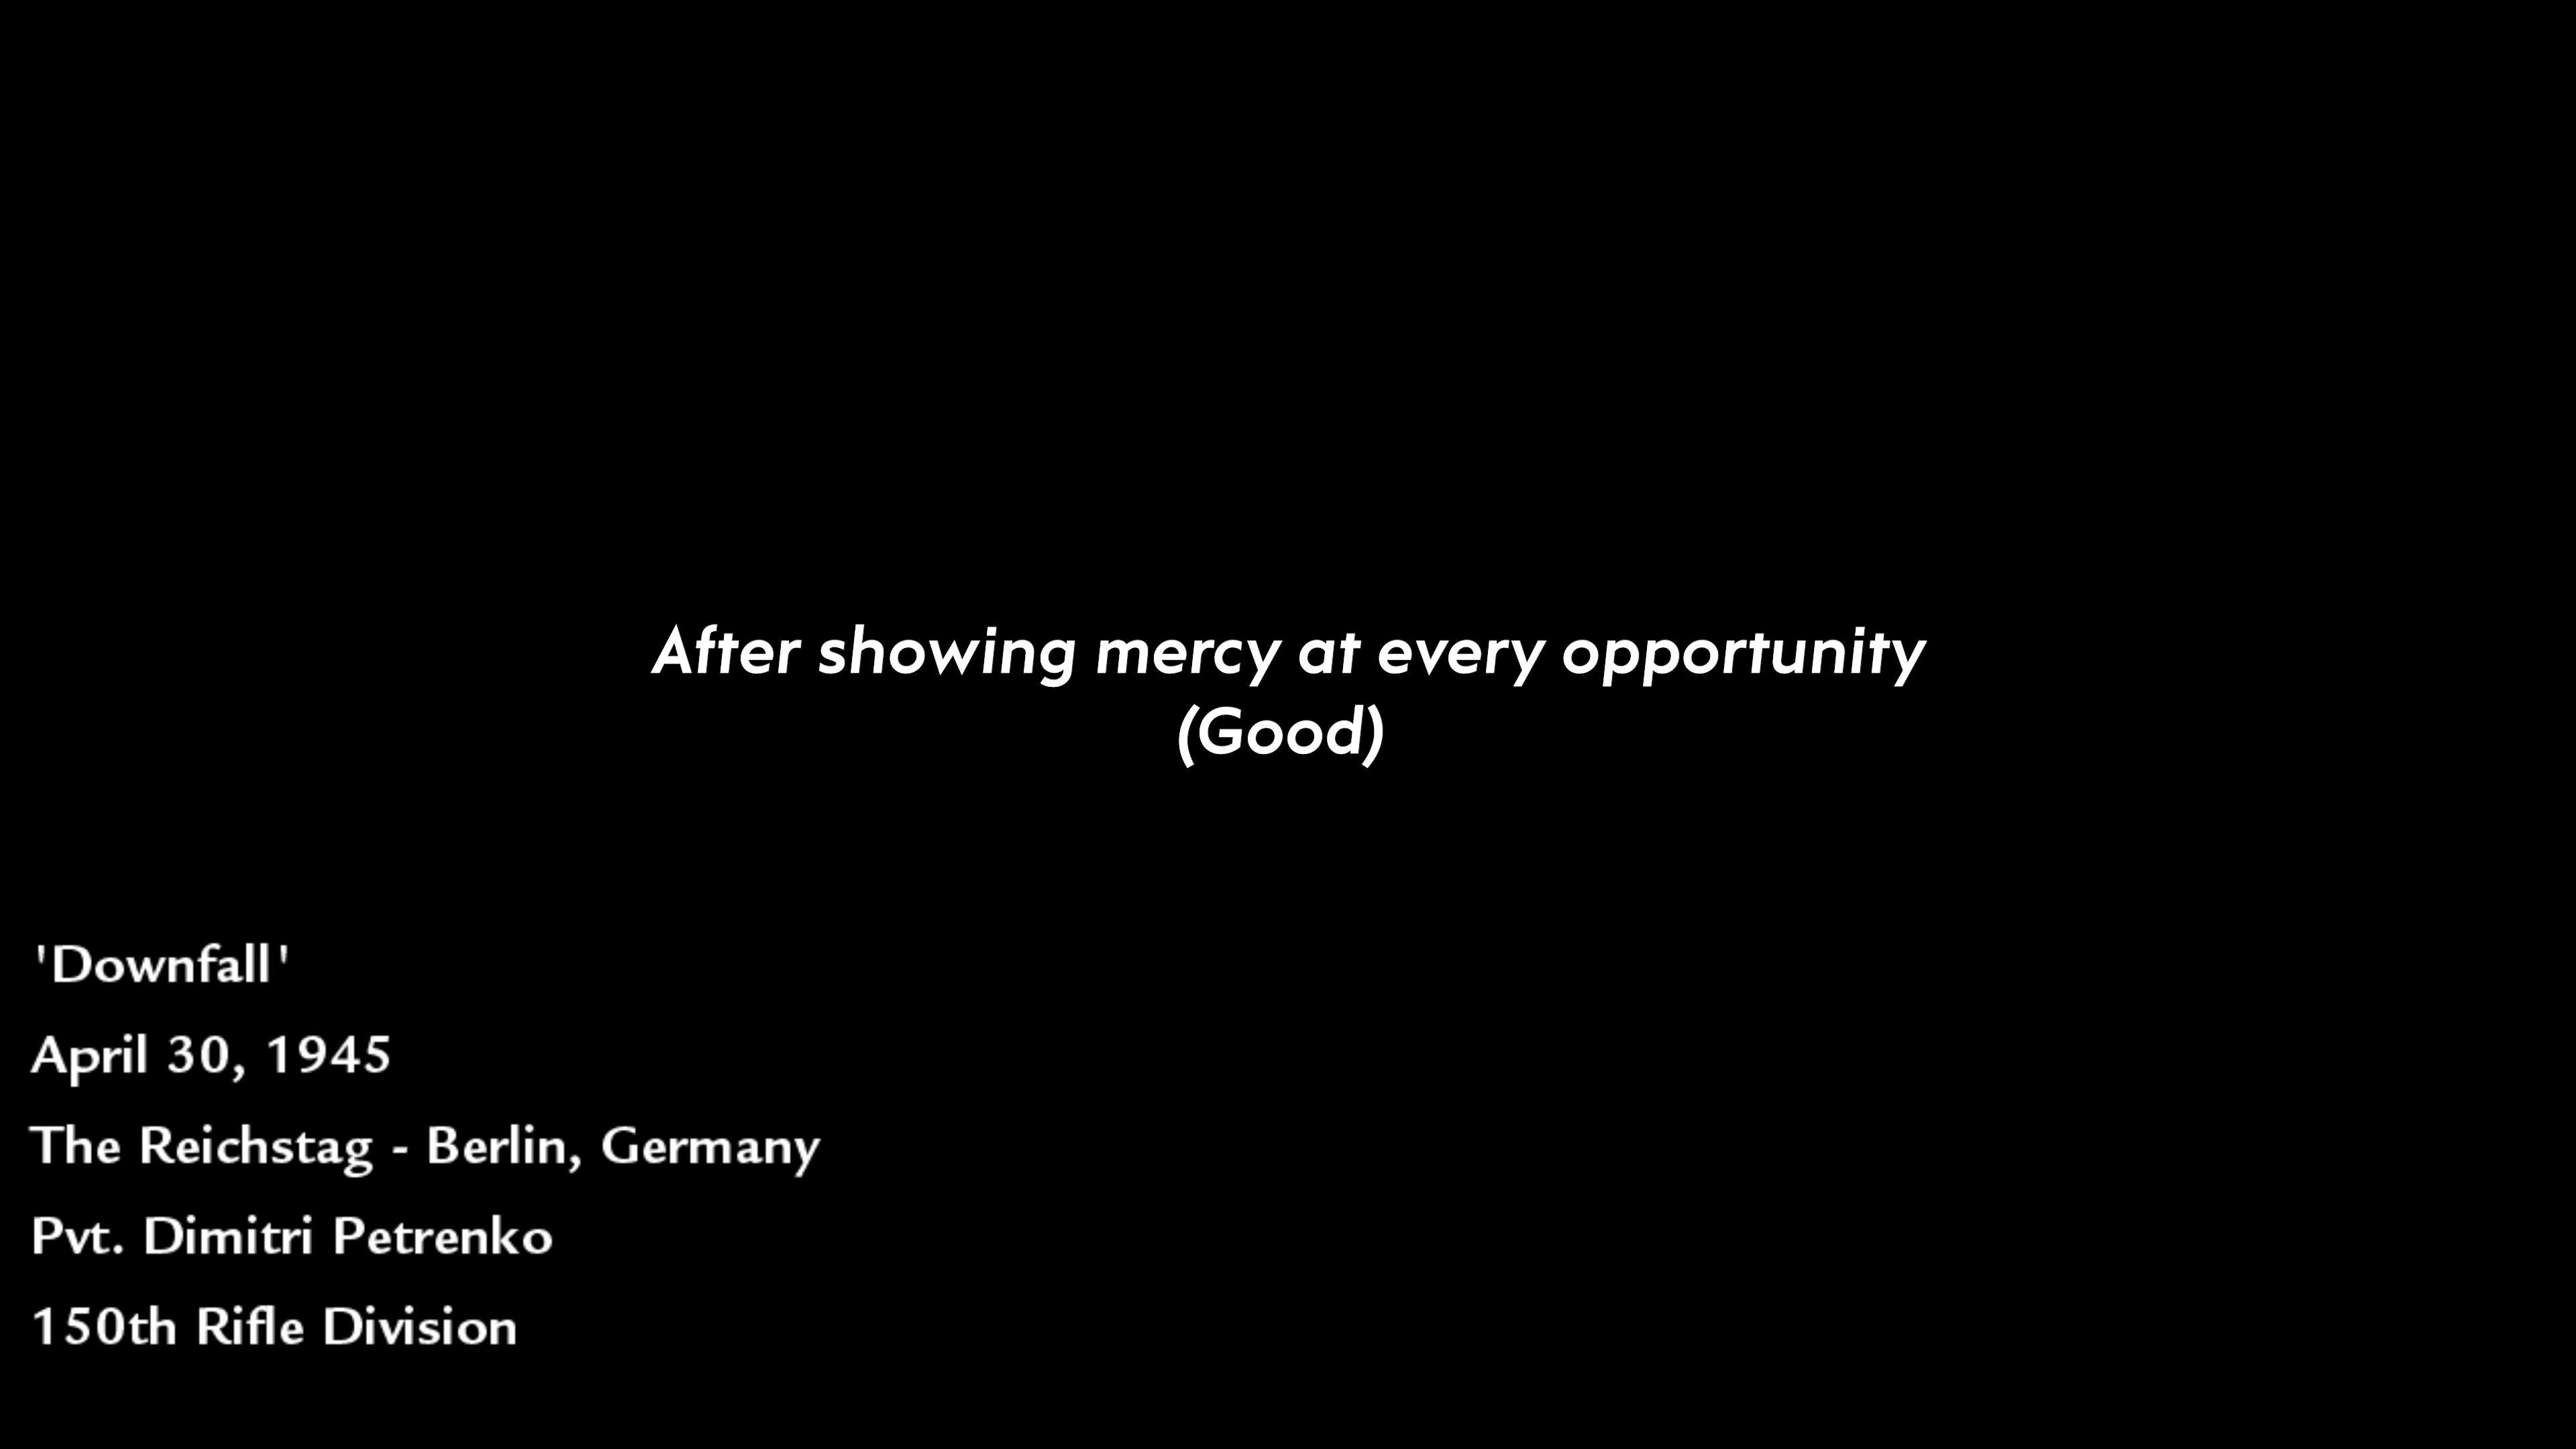 After showing mercy at every opportunity
(Good)
'Downfall'
April 30, 1945
The Reichstag - Berlin, Germany
Pvt. Dimitri Petrenko
150th Rifle Division